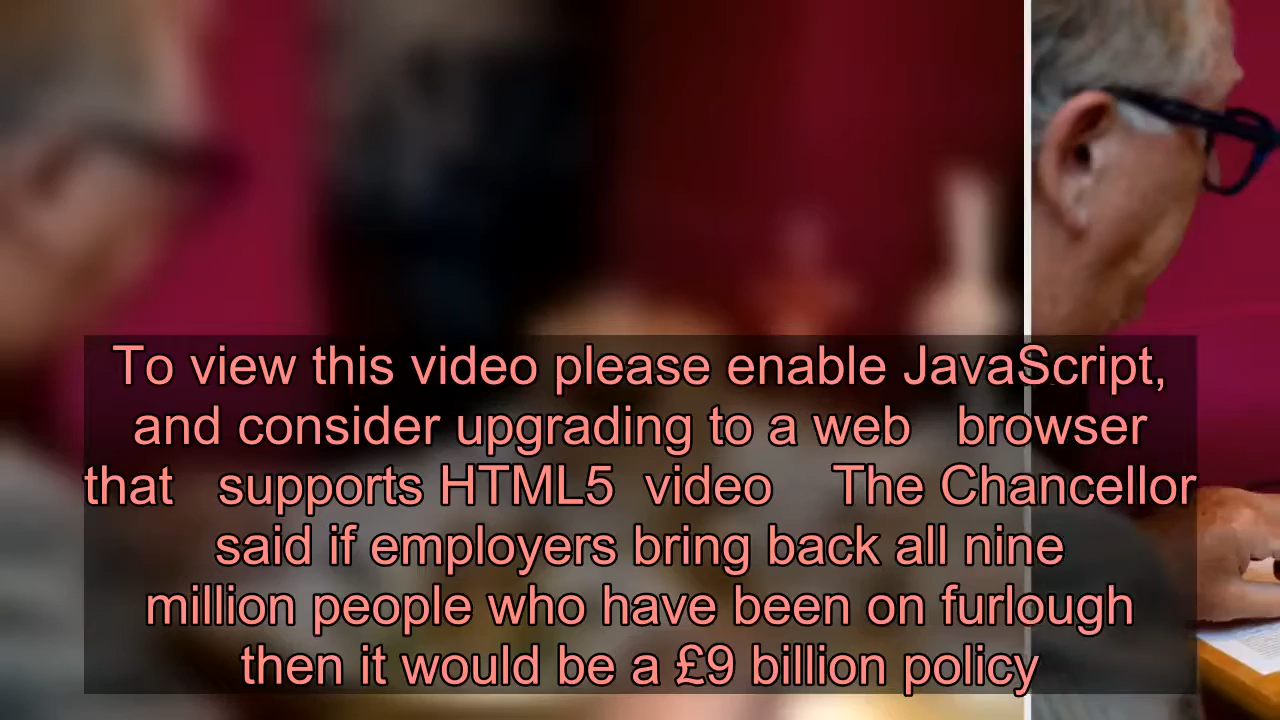 To view this video please enable JavaScript,
and consider upgrading to a web browser
that supports HTML5 video The Chancellor
said if employers bring back all nine
million people who have been on furlough
then it would be a £9 billion policy